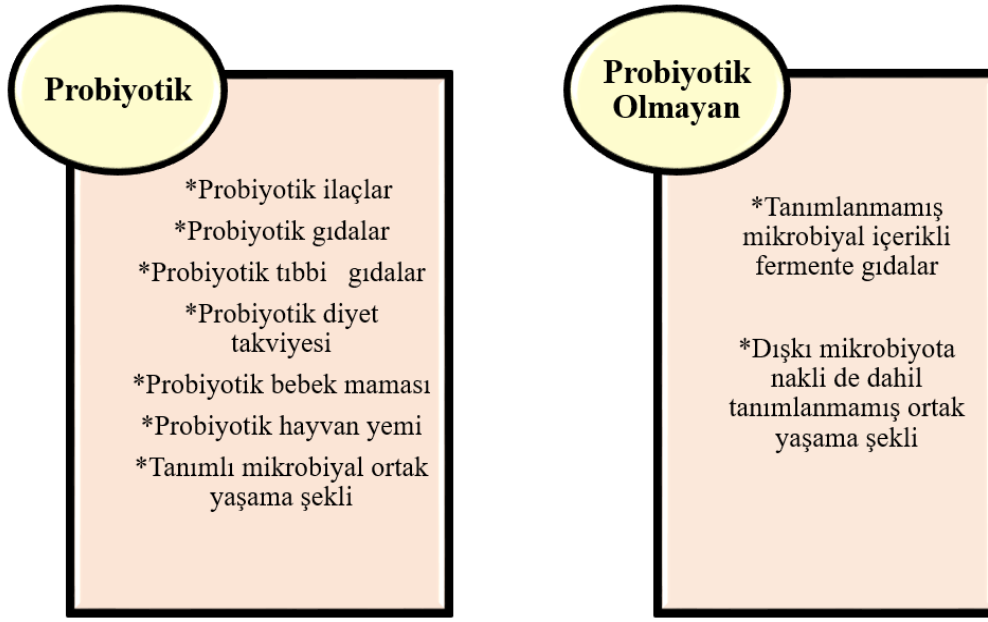 Probiyotik
*Probiyotik ilaçlar
*Probiyotik gıdalar
*Probiyotik tıbbi gıdalar
*Probiyotik diyet
takviyesi
*Probiyotik bebek maması
*Probiyotik hayvan yemi
*Tanımlı mikrobiyal ortak
yaşama şekli
Probiyotik
Olmayan
*Tanımlanmamış
mikrobiyal içerikli
fermente gıdalar
*Dışkı mikrobiyota
nakli de dahil
tanımlanmamış ortak
yaşama şekli